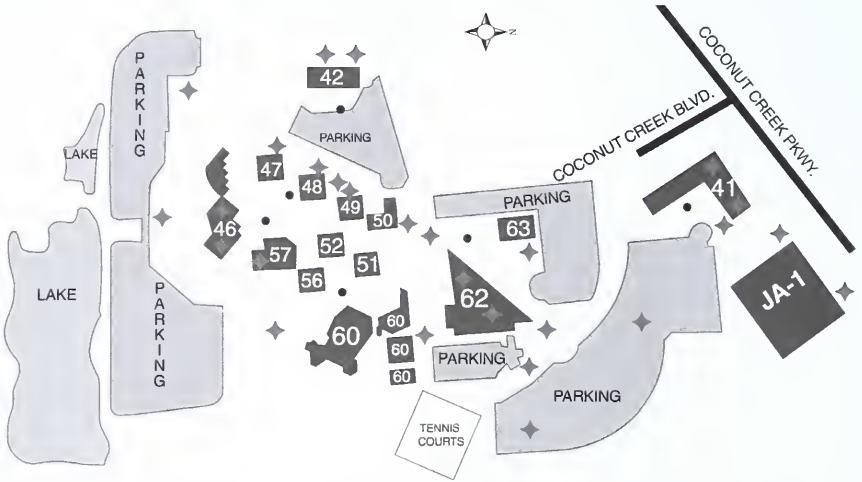 N
COCONUT CREEK PKWY.
COCONUT CREEK BLVD.
PARKING
42
PARKING
LAKE
47
48
49
50
41
PARKING
63
46
57
52
51
56
LAKE
PARKING
62
JA-1
60
60
60
60
PARKING
PARKING
TENNIS
COURTS